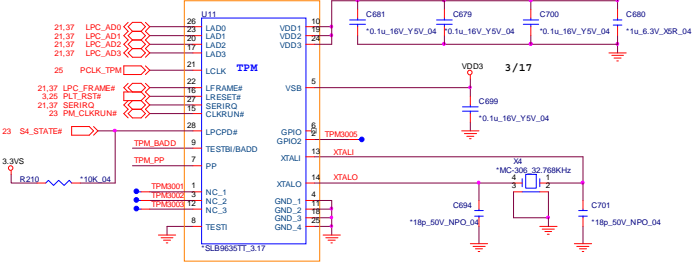 U11
21,37 LPC_AD0 26 LAD0 VDD1 10
21,37 LPC_AD1 23 LAD1 VDD2 19
21,37 LPC_AD2 20 LAD2 VDD3 24
21,37 LPC_AD3 17 LAD3
C681 *0.1u_16V_Y5V_04
C679 *0.1u_16V_Y5V_04
C700 *0.1u_16V_Y5V_04
C680 *1u_6.3V_X5R_04
25 PCLK_TPM 21 LCLK
TPM
VDD3
3/17
21,37 LPC_FRAME# 22 LFRAME# VSB 5
3,25 PLT_RST# 16 LRESET#
21,37 SERIRQ 27 SERIRQ
23 PM_CLKRUN# 15 CLKRUN#
C699
*0.1u_16V_Y5V_04
23 S4_STATE# 28 LPCPD# GPIO 6
GPIO2 2 TPM3005
TPM_BADD 9 TESTBI/BADD
XTALI 13 XTALI
TPM_PP 7 PP
3.3VS
R210 *10K_04
X4
*MC-306_32.768KHz
4 1
3 2
XTALO 14 XTALO
TPM3001 1 NC_1
TPM3002 3 NC_2
TPM3003 12 NC_3
GND_1 4
GND_2 11
GND_3 18
GND_4 25
C694
*18p_50V_NPO_04
C701
*18p_50V_NPO_04
8 TESTI
*SLB9635TT_3.17